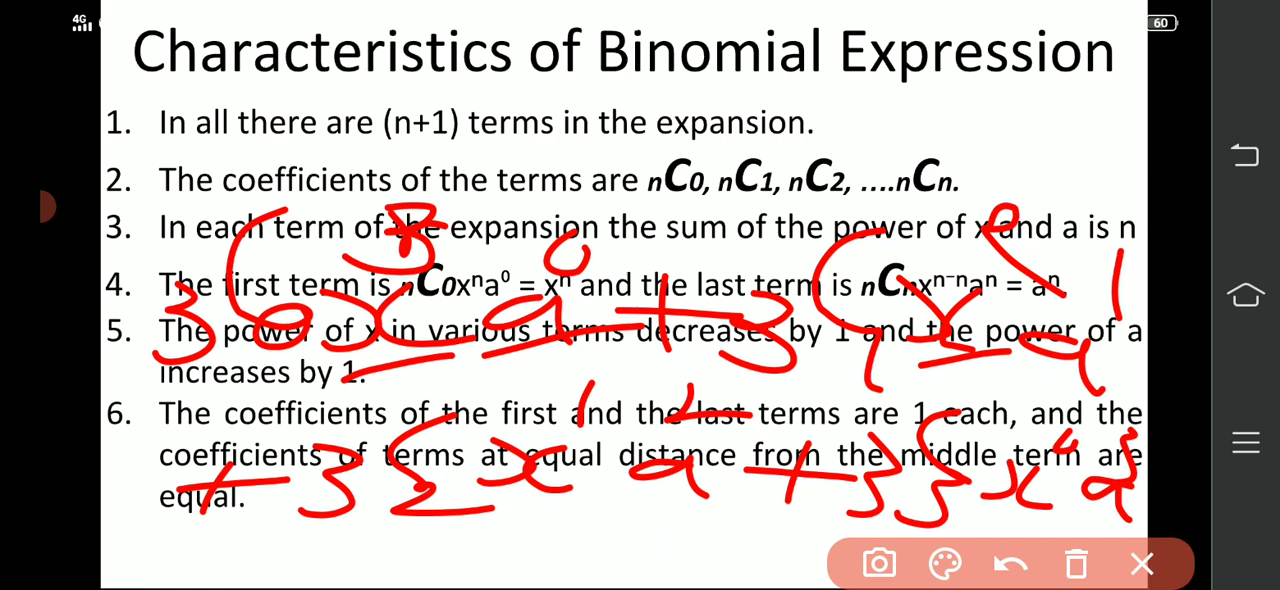 4G
60
Characteristics of Binomial Expression
1. In all there are (n+1) terms in the expansion.
2. The coefficients of the terms are nC0, nC1, nC2, ....nCn.
3. In each term of the expansion the sum of the power of x and a is n
4. The first term is nC0xⁿa⁰ = xⁿ and the last term is nCnxⁿ⁻ⁿaⁿ = aⁿ.
5. The power of x in various terms decreases by 1 and the power of a
increases by 1.
6. The coefficients of the first and the last terms are 1 each, and the
coefficients of terms at equal distance from the middle term are
equal.